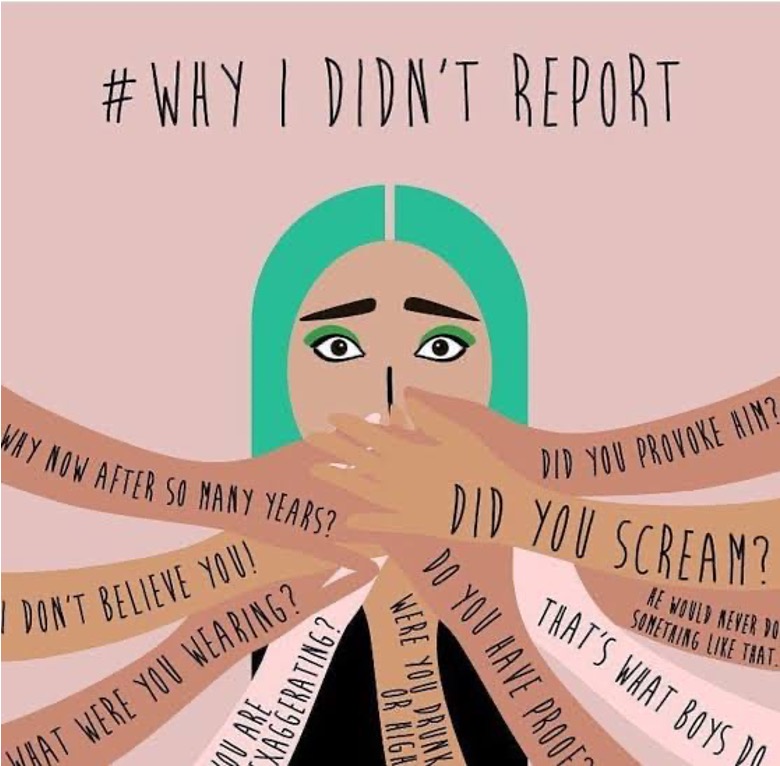 #WHY I DIDN'T REPORT
WHY NOW AFTER SO MANY YEARS?
DID YOU PROVOKE HIM?
DID YOU SCREAM?
I DON'T BELIEVE YOU!
WHAT WERE YOU WEARING?
YOU ARE
EXAGGERATING?
WERE YOU DRUNK
OR HIGH
DO YOU HAVE PROOF?
THAT'S WHAT BOYS DO
HE WOULD NEVER DO
SOMETHING LIKE THAT.